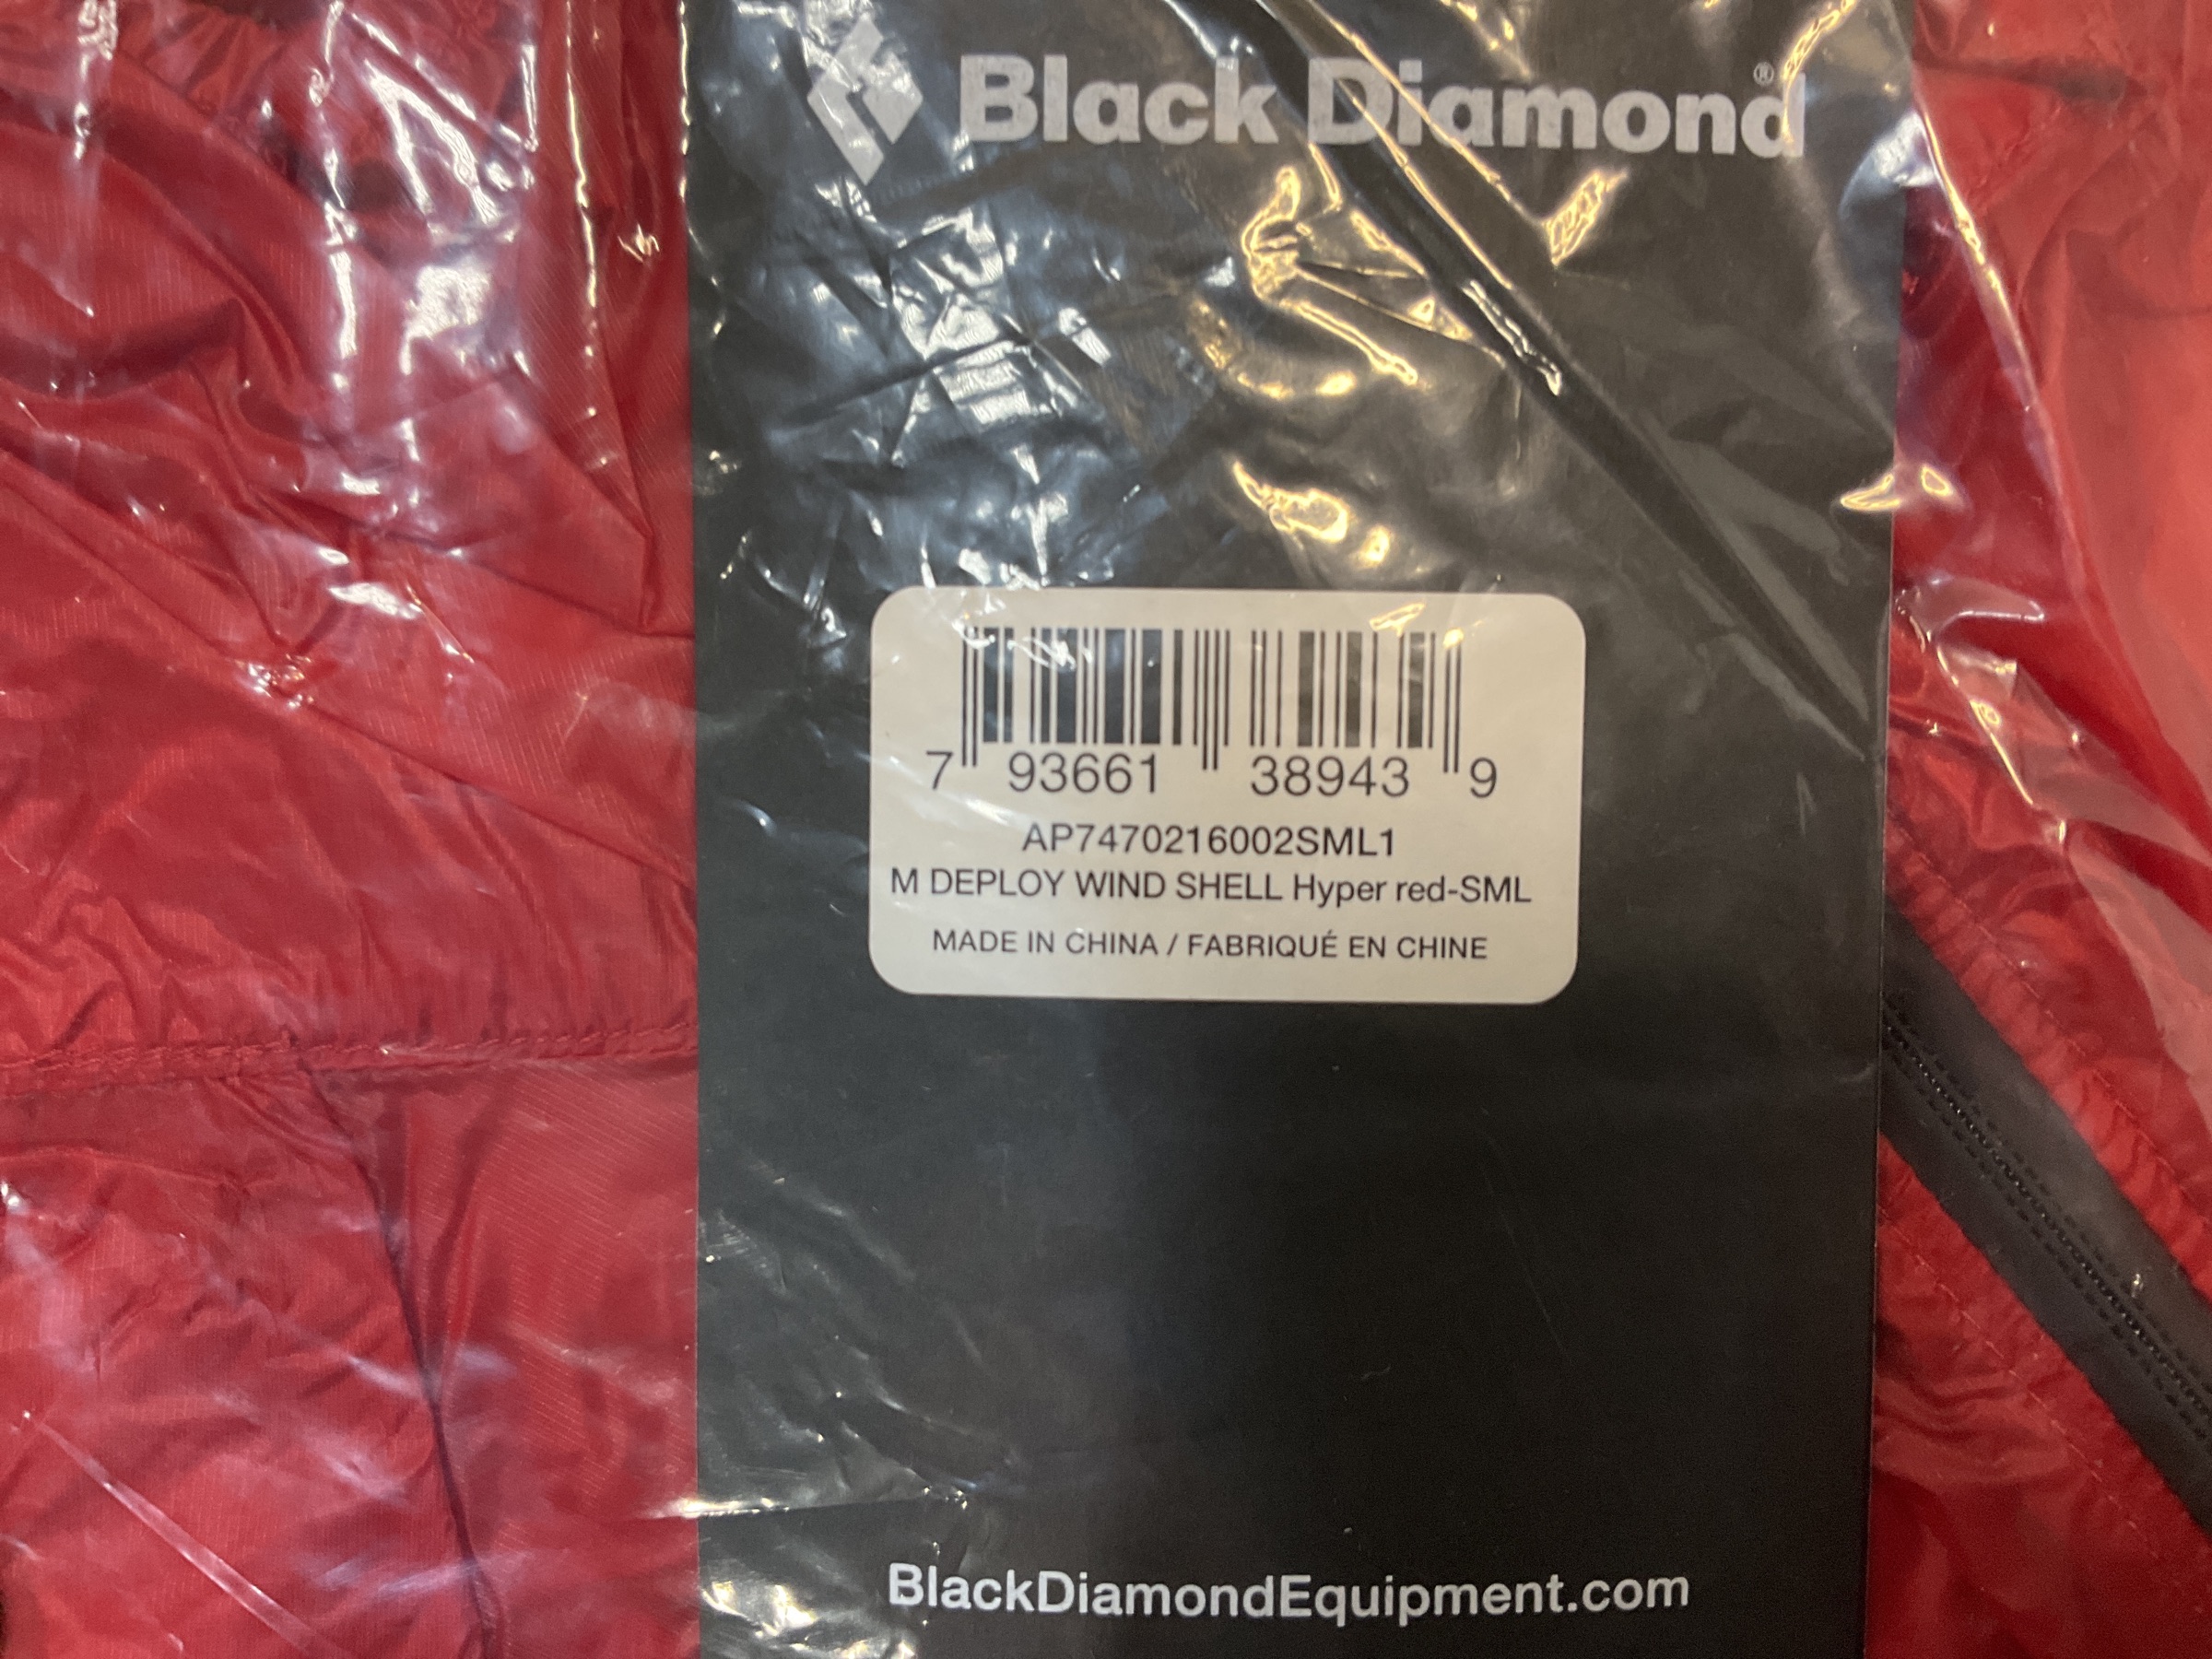 Black Diamond®
7 93661 38943 9
AP7470216002SML1
M DEPLOY WIND SHELL Hyper red-SML
MADE IN CHINA / FABRIQUÉ EN CHINE
BlackDiamondEquipment.com